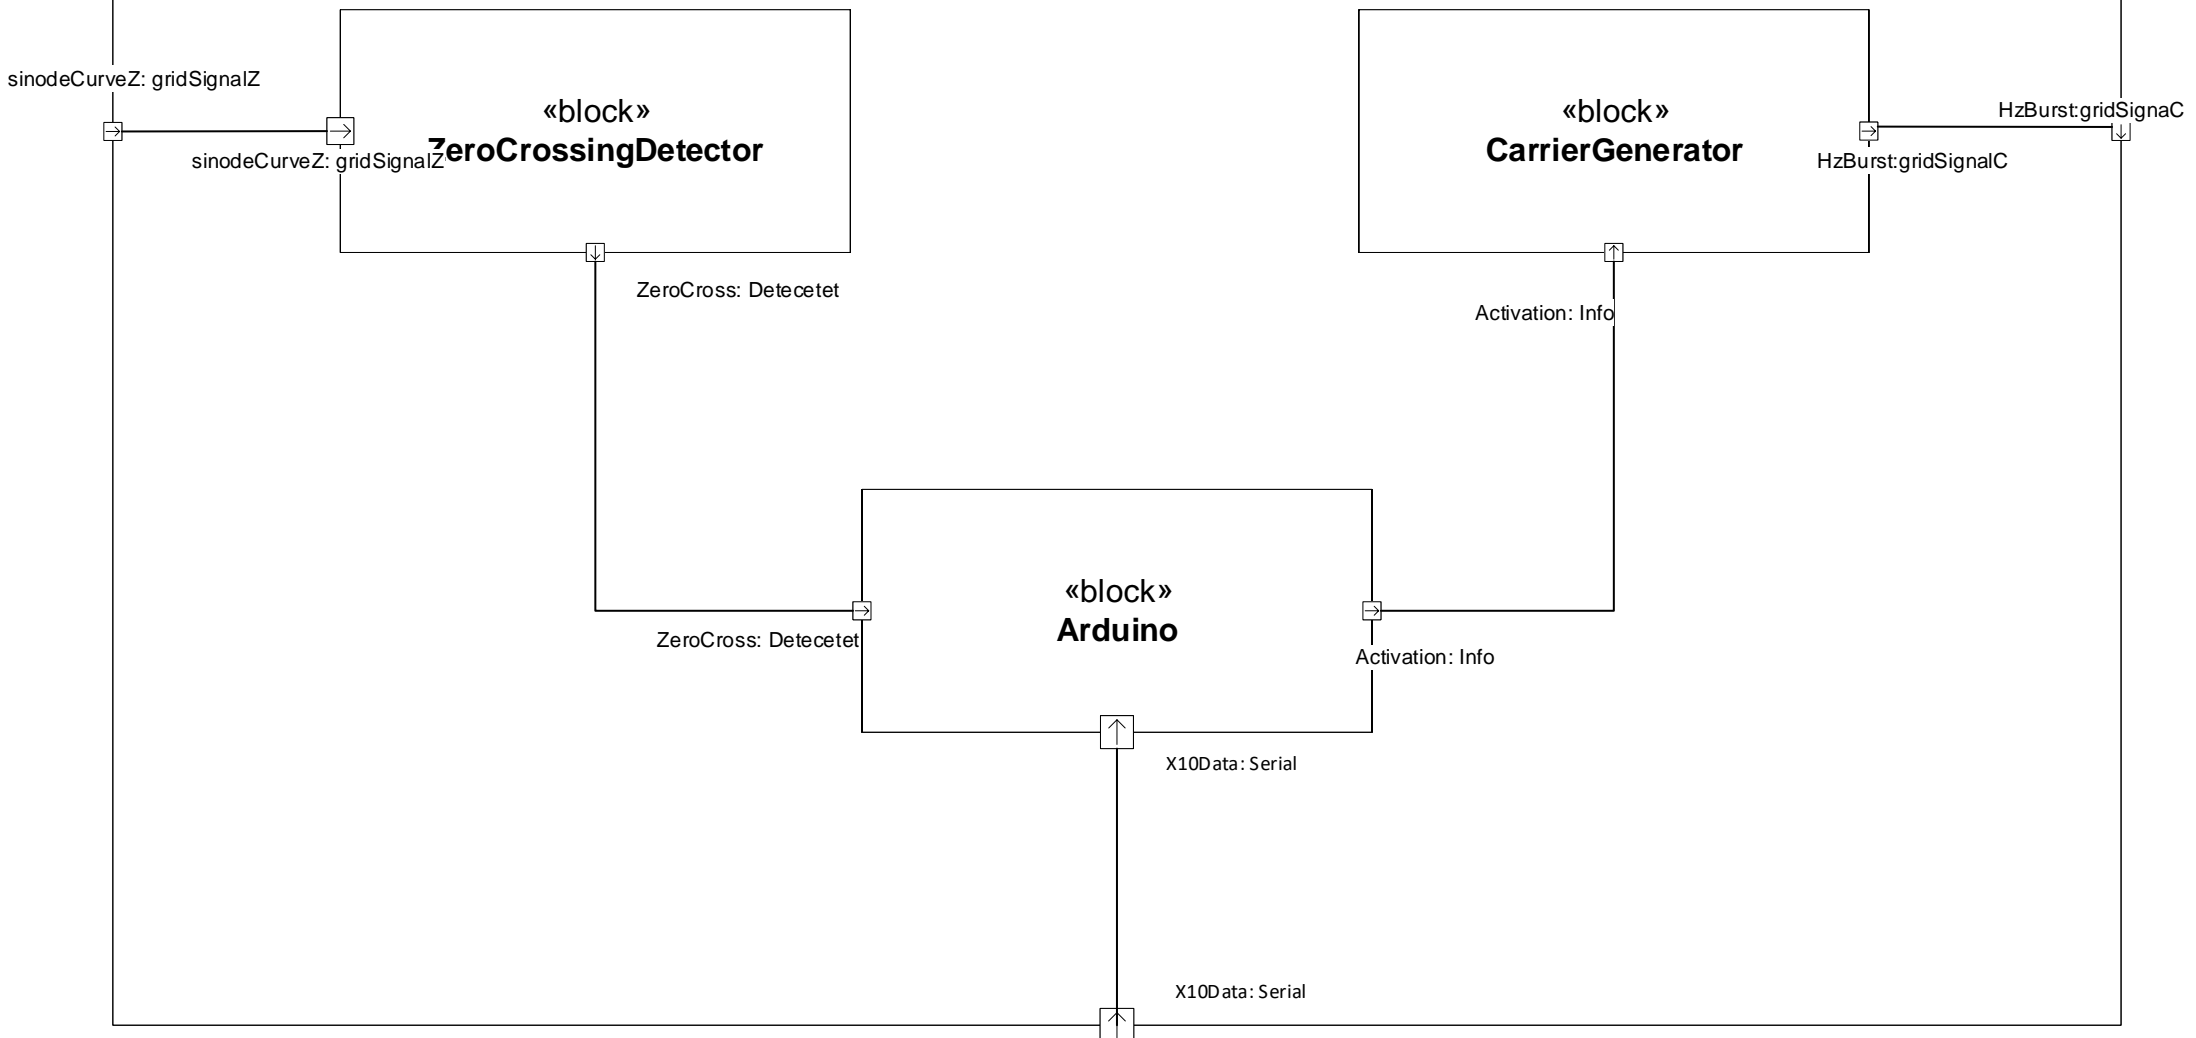 sinodeCurveZ: gridSignalZ
sinodeCurveZ: gridSignalZ
«block»
ZeroCrossingDetector
«block»
CarrierGenerator
HzBurst:gridSignaC
HzBurst:gridSignalC
ZeroCross: Detecetet
Activation: Info
«block»
Arduino
ZeroCross: Detecetet
Activation: Info
X10Data: Serial
X10Data: Serial